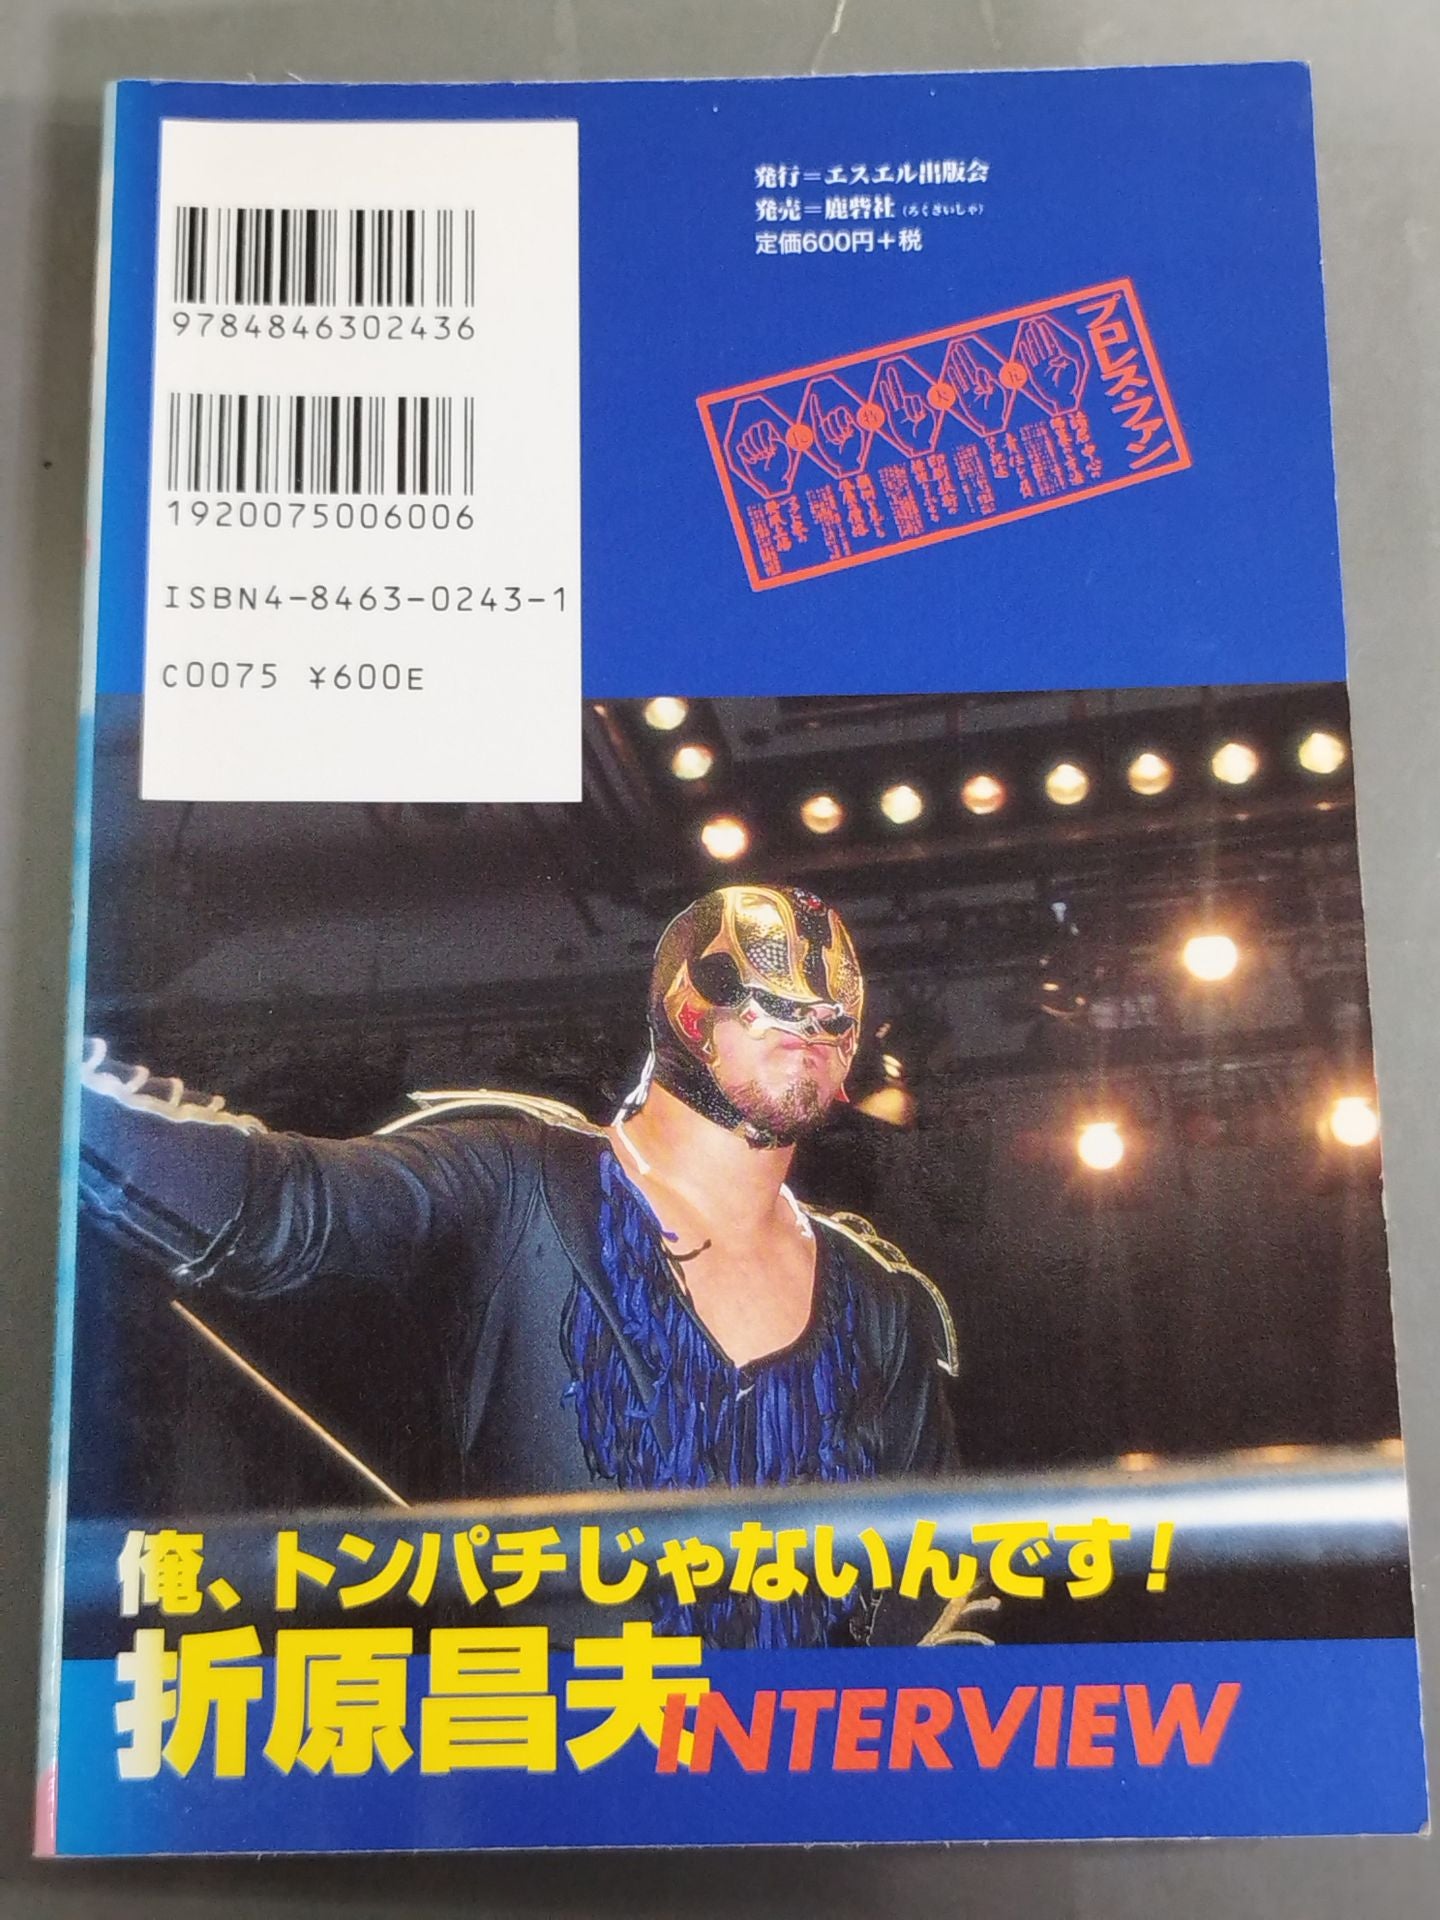 9784846302436
1920075006006
ISBN4-8463-0243-1
C0075 ¥600E
発行＝エスエル出版会
発売＝鹿砦社（ろくさいしゃ）
定価600円＋税
プロレス・ファン
俺、トンパチじゃないんです！
折原昌夫
INTERVIEW